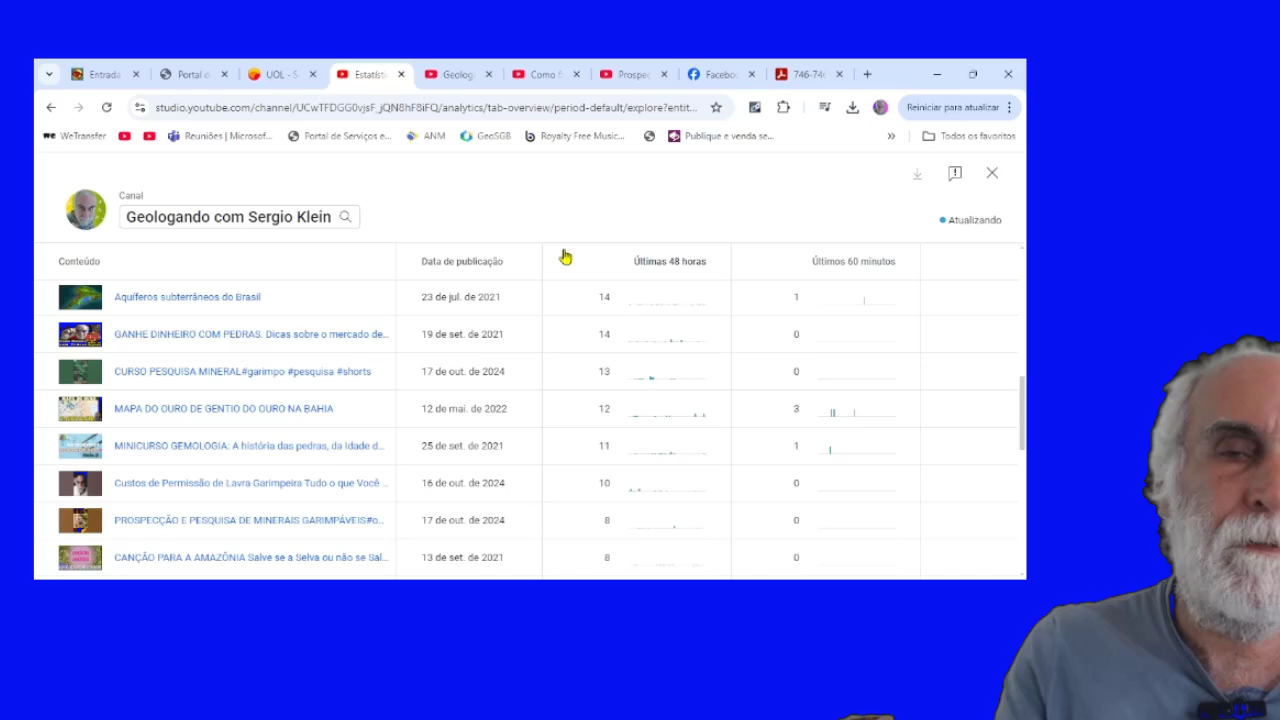 Entrada
Portal d
UOL - S
Estatíst
Geolog
Como f
Prospec
Faceboo
746-74
studio.youtube.com/channel/UCwTFDGG0vjsF_jQN8hF8iFQ/analytics/tab-overview/period-default/explore?entit...
Reiniciar para atualizar
WeTransfer
Reuniões | Microsof...
Portal de Serviços e...
ANM
GeoSGB
Royalty Free Music...
Publique e venda se...
Todos os favoritos
Canal
Geologando com Sergio Klein
Atualizando
Conteúdo Data de publicação Últimas 48 horas Últimos 60 minutos
Aquíferos subterrâneos do Brasil 23 de jul. de 2021 14 1
GANHE DINHEIRO COM PEDRAS. Dicas sobre o mercado de... 19 de set. de 2021 14 0
CURSO PESQUISA MINERAL#garimpo #pesquisa #shorts 17 de out. de 2024 13 0
MAPA DO OURO DE GENTIO DO OURO NA BAHIA 12 de mai. de 2022 12 3
MINICURSO GEMOLOGIA: A história das pedras, da Idade d... 25 de set. de 2021 11 1
Custos de Permissão de Lavra Garimpeira Tudo o que Você ... 16 de out. de 2024 10 0
PROSPECÇÃO E PESQUISA DE MINERAIS GARIMPÁVEIS#o... 17 de out. de 2024 8 0
CANÇÃO PARA A AMAZÔNIA Salve se a Selva ou não se Sal... 13 de set. de 2021 8 0